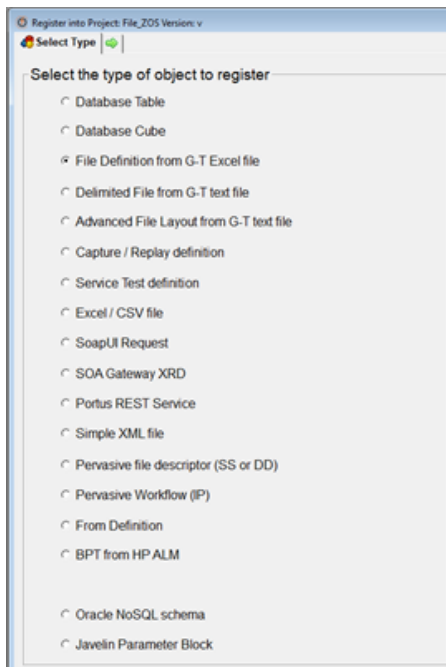 Register into Project: File_ZOS Version: v
Select Type
Select the type of object to register
Database Table
Database Cube
File Definition from G-T Excel file
Delimited File from G-T text file
Advanced File Layout from G-T text file
Capture / Replay definition
Service Test definition
Excel / CSV file
SoapUI Request
SOA Gateway XRD
Portus REST Service
Simple XML file
Pervasive file descriptor (SS or DD)
Pervasive Workflow (IP)
From Definition
BPT from HP ALM
Oracle NoSQL schema
Javelin Parameter Block